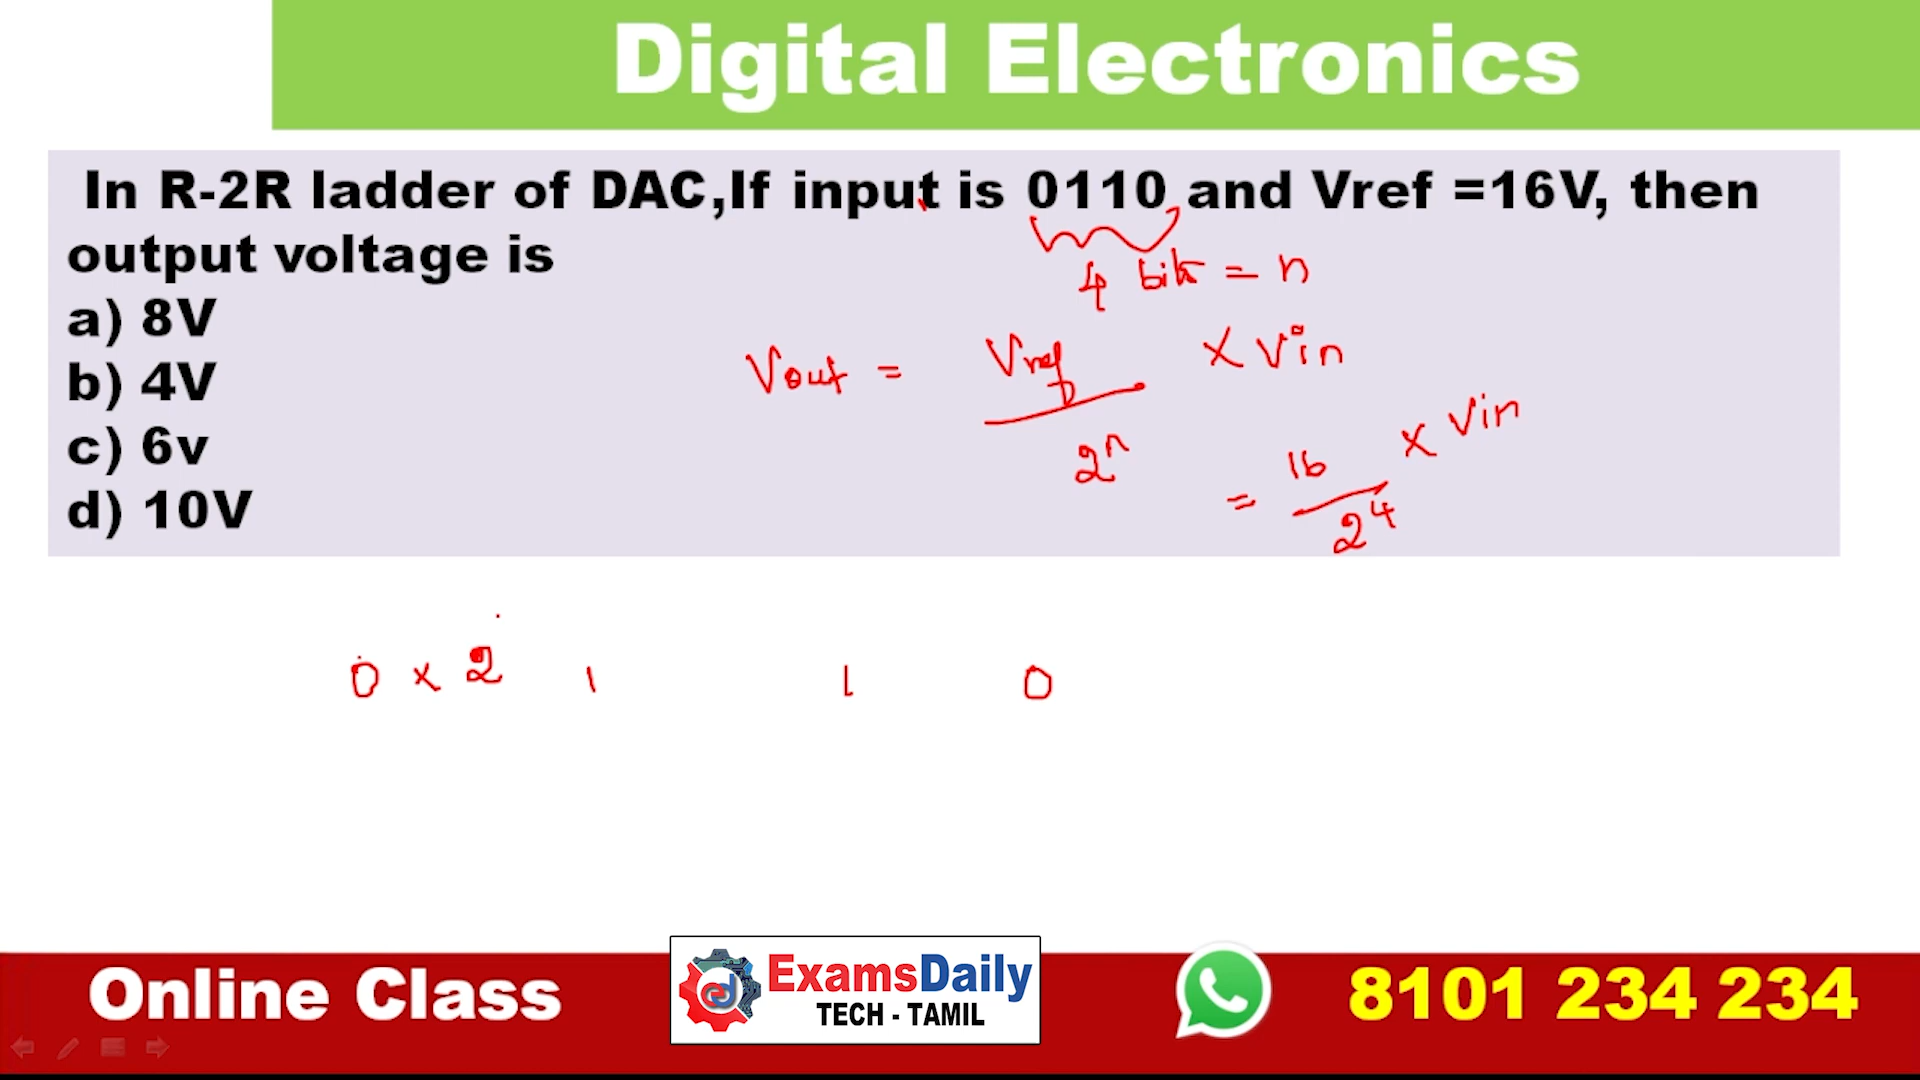 Digital Electronics
In R-2R ladder of DAC,If input is 0110 and Vref =16V, then
output voltage is
4 bits = n
a) 8V
Vout = Vref / 2^n × Vin
b) 4V
c) 6v
= 16 / 2^4 × Vin
d) 10V
0 × 2 1 1 0
Online Class
ExamsDaily
TECH - TAMIL
8101 234 234